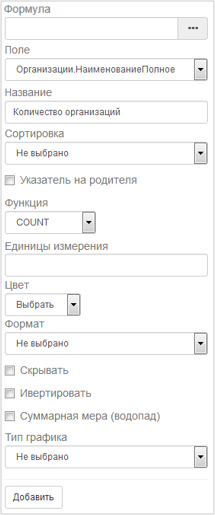 Формула
...
Поле
Организации.НаименованиеПолное
Название
Количество организаций
Сортировка
Не выбрано
Указатель на родителя
Функция
COUNT
Единицы измерения
Цвет
Выбрать
Формат
Не выбрано
Скрывать
Ивертировать
Суммарная мера (водопад)
Тип графика
Не выбрано
Добавить